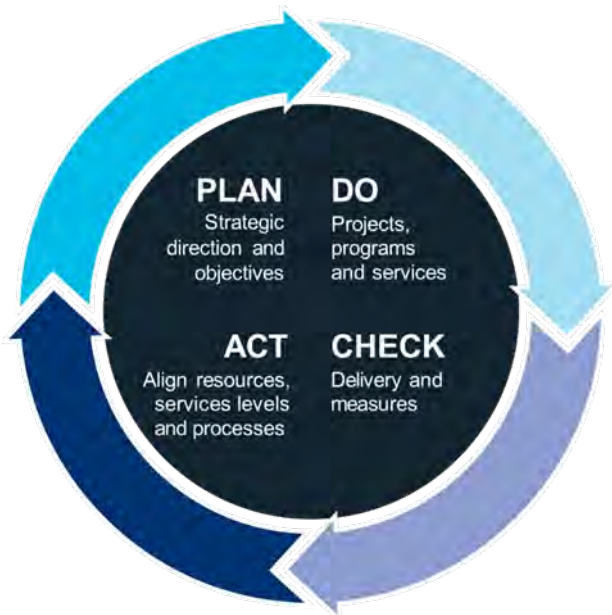 PLAN
Strategic
direction and
objectives
DO
Projects,
programs
and services
ACT
Align resources,
services levels
and processes
CHECK
Delivery and
measures